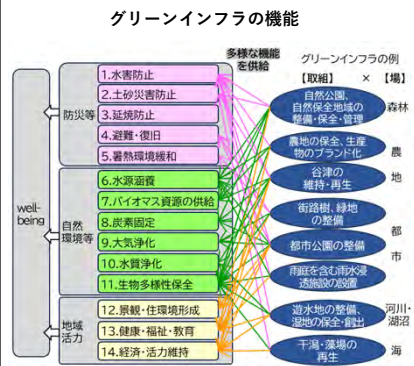 グリーンインフラの機能
多様な機能
を供給
グリーンインフラの例
【取組】 × 【場】
well-
being
防災等
1.水害防止
2.土砂災害防止
3.延焼防止
4.避難・復旧
5.暑熱環境緩和
自然
環境等
6.水源涵養
7.バイオマス資源の供給
8.炭素固定
9.大気浄化
10.水質浄化
11.生物多様性保全
地域
活力
12.景観・住環境形成
13.健康・福祉・教育
14.経済・活力維持
自然公園、
自然保全地域の
整備・保全・管理
森林
農地の保全、生産
物のブランド化
農
谷津の
維持・再生
地
街路樹、緑地
の整備
都
都市公園の整備
市
雨庭を含む雨水浸
透施設の設置
遊水地の整備、
湿地の保全・創出
河川・
湖沼
干潟・藻場の
再生
海